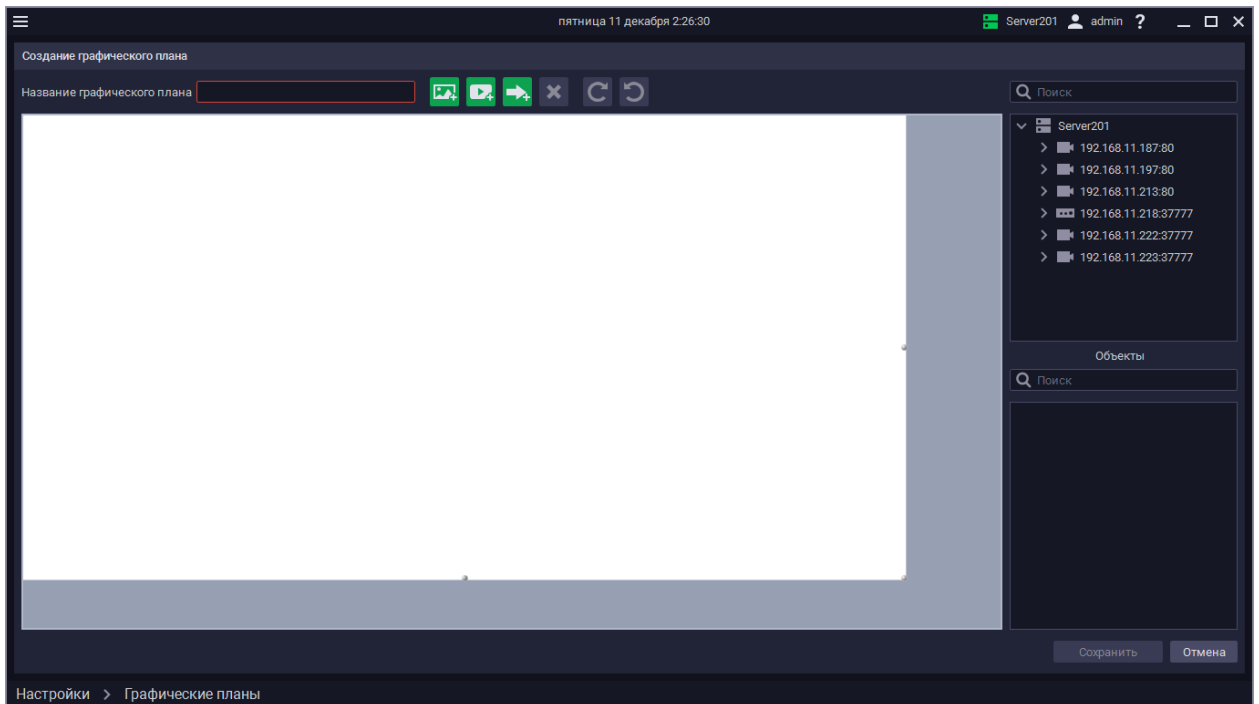 пятница 11 декабря 2:26:30
Server201 admin ?
Создание графического плана
Название графического плана
Поиск
Server201
192.168.11.187:80
192.168.11.197:80
192.168.11.213:80
192.168.11.218:37777
192.168.11.222:37777
192.168.11.223:37777
Объекты
Поиск
Сохранить Отмена
Настройки > Графические планы